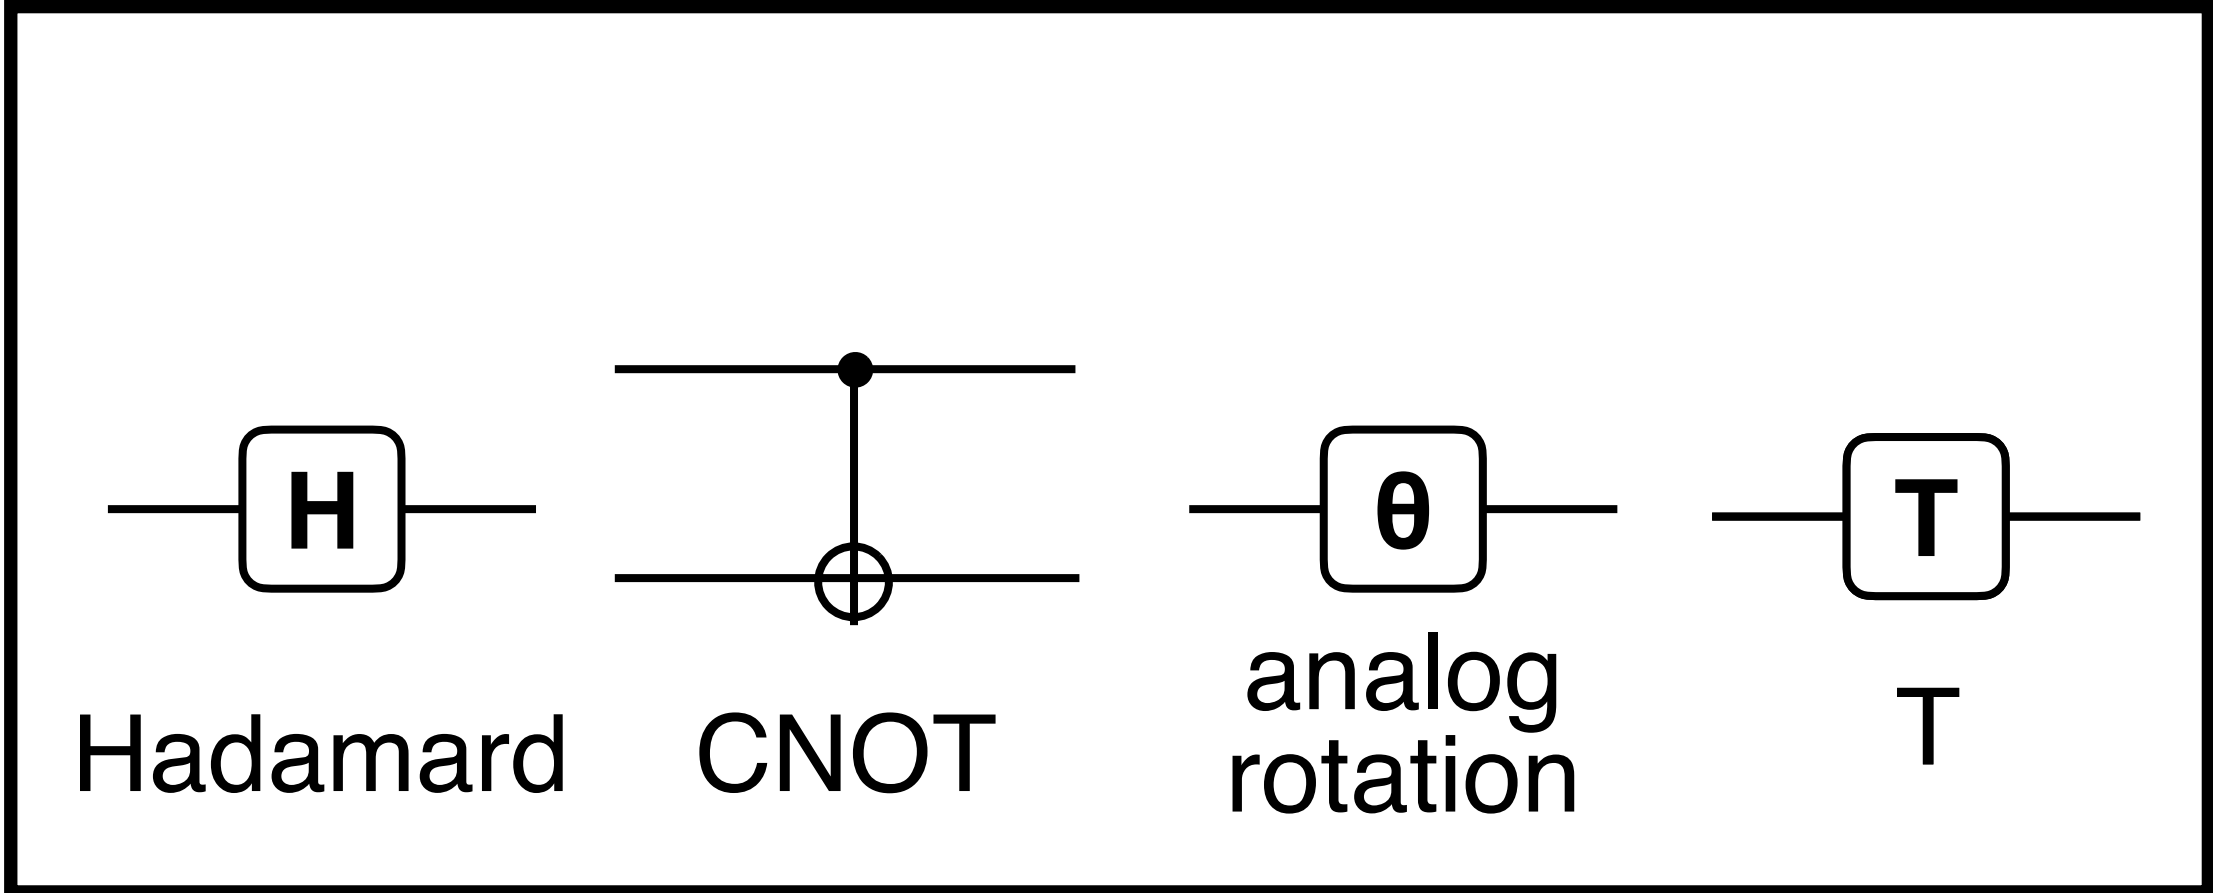 H
θ
T
Hadamard
CNOT
analog
rotation
T